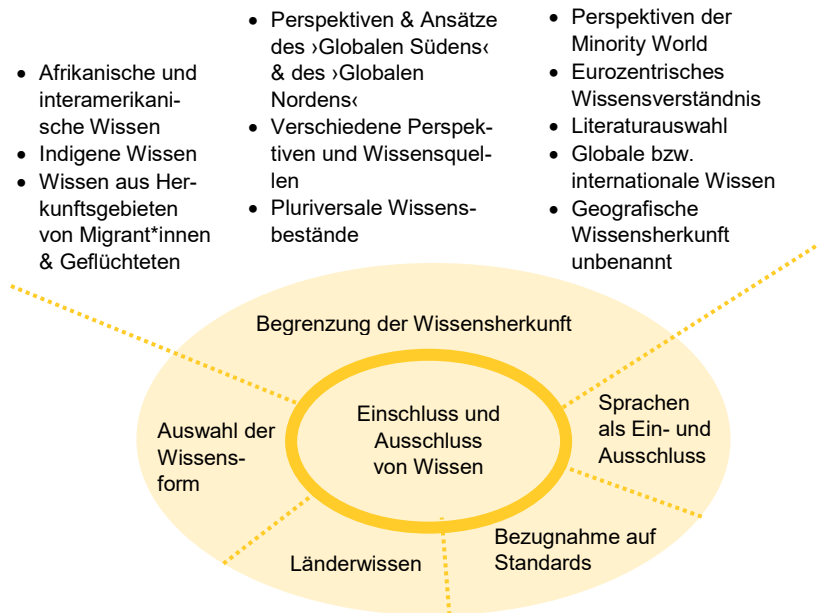 • Afrikanische und
interamerikani-
sche Wissen
• Indigene Wissen
• Wissen aus Her-
kunftsgebieten
von Migrant*innen
& Geflüchteten
• Perspektiven & Ansätze
des ›Globalen Südens‹
& des ›Globalen
Nordens‹
• Verschiedene Perspek-
tiven und Wissensquel-
len
• Pluriversale Wissens-
bestände
• Perspektiven der
Minority World
• Eurozentrisches
Wissensverständnis
• Literaturauswahl
• Globale bzw.
internationale Wissen
• Geografische
Wissensherkunft
unbenannt
Begrenzung der Wissensherkunft
Einschluss und
Ausschluss
von Wissen
Auswahl der
Wissens-
form
Sprachen
als Ein- und
Ausschluss
Länderwissen
Bezugnahme auf
Standards